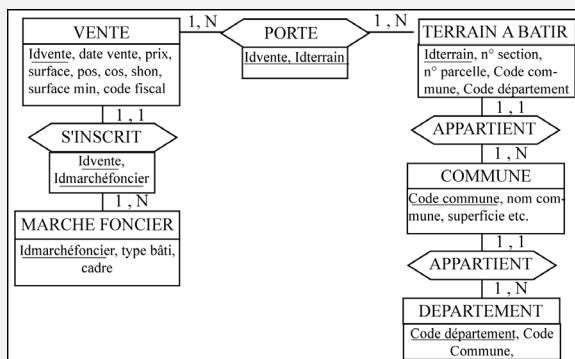 VENTE
Idvente, date vente, prix,
surface, pos, cos, shon,
surface min, code fiscal
1, N
PORTE
Idvente, Idterrain
1, N
TERRAIN A BATIR
Idterrain, n° section,
n° parcelle, Code com-
mune, Code département
1, 1
S'INSCRIT
Idvente,
Idmarchéfoncier
1, N
MARCHE FONCIER
Idmarchéfoncier, type bâti,
cadre
1, 1
APPARTIENT
1, N
COMMUNE
Code commune, nom com-
mune, superficie etc.
1, 1
APPARTIENT
1, N
DEPARTEMENT
Code département, Code
Commune,